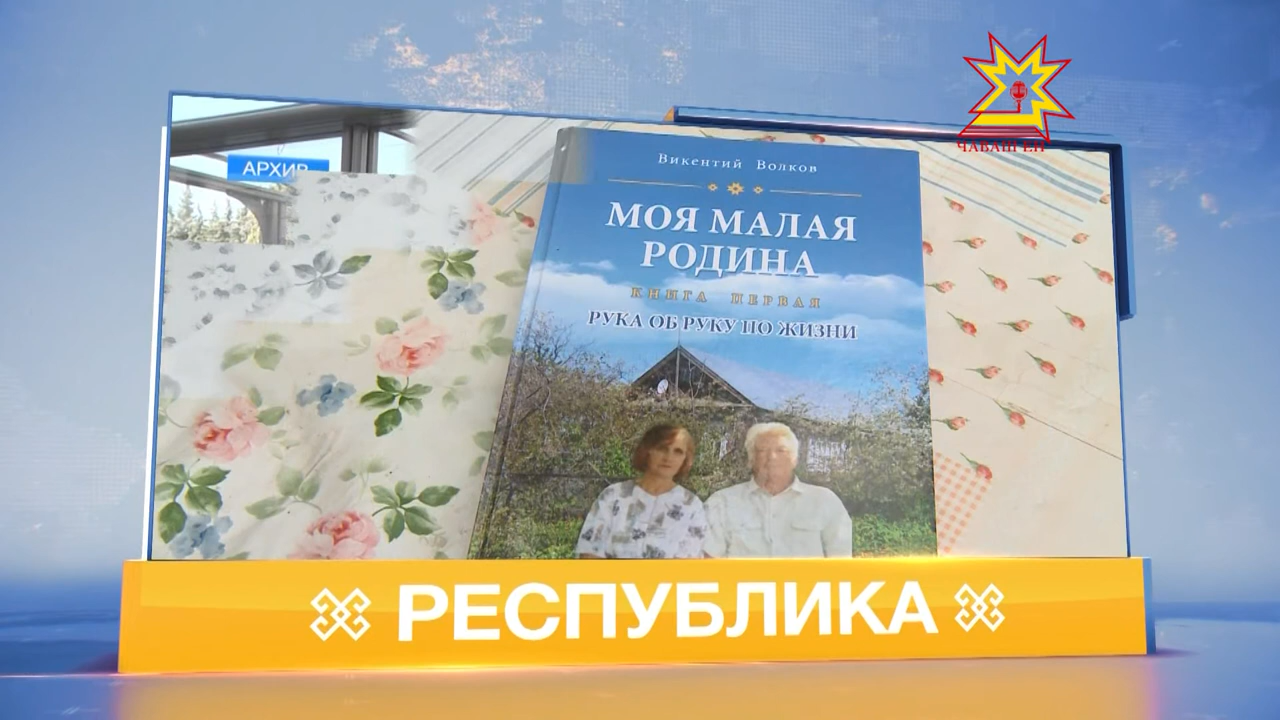 ЧĂВАШ ЕН
АРХИВ
Викентий Волков
МОЯ МАЛАЯ
РОДИНА
КНИГА ПЕРВАЯ
РУКА ОБ РУКУ ПО ЖИЗНИ
РЕСПУБЛИКА